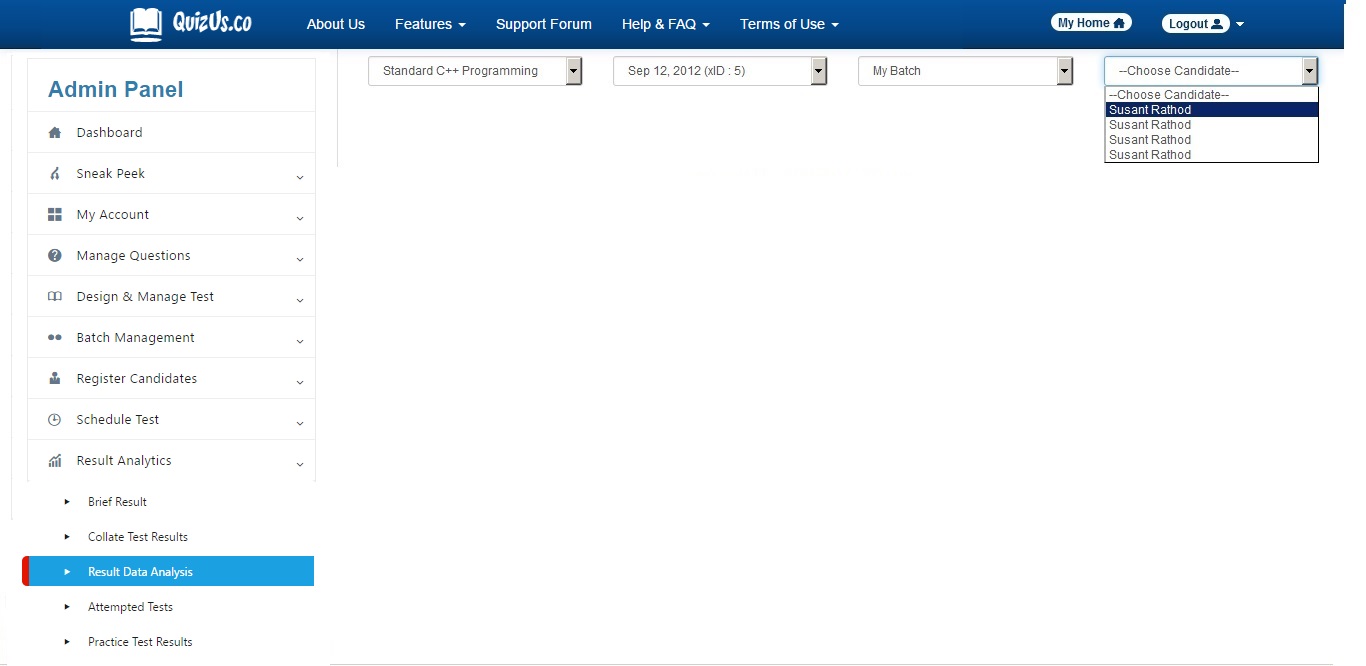 QuizUs.co
About Us
Features
Support Forum
Help & FAQ
Terms of Use
My Home
Logout
Admin Panel
Dashboard
Sneak Peek
My Account
Manage Questions
Design & Manage Test
Batch Management
Register Candidates
Schedule Test
Result Analytics
Brief Result
Collate Test Results
Result Data Analysis
Attempted Tests
Practice Test Results
Standard C++ Programming
Sep 12, 2012 (xID : 5)
My Batch
--Choose Candidate--
--Choose Candidate--
Susant Rathod
Susant Rathod
Susant Rathod
Susant Rathod